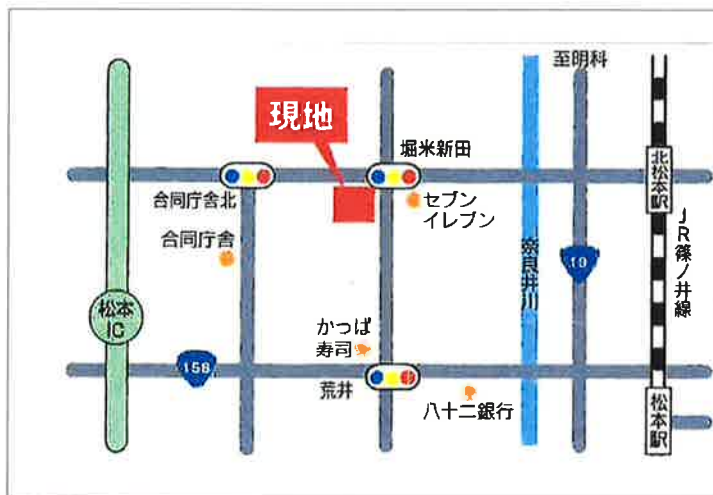 至明科
現地
堀米新田
合同庁舎北
セブン
イレブン
北松本駅
合同庁舎
JR篠ノ井線
奈良井川
19
松本
IC
かっぱ
寿司
158
荒井
八十二銀行
松本駅